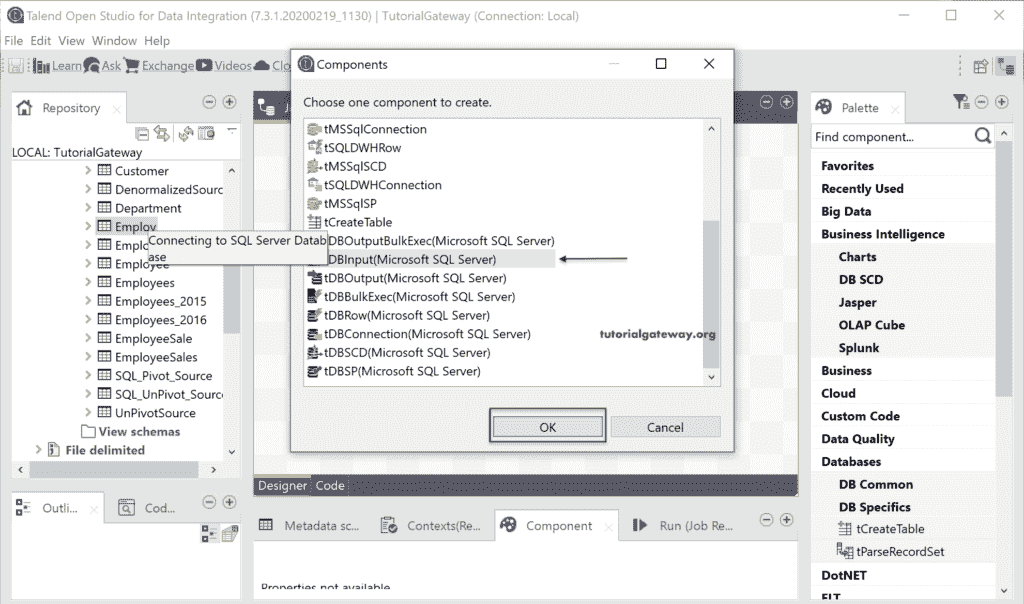 Talend Open Studio for Data Integration (7.3.1.20200219_1130) | TutorialGateway (Connection: Local)
File Edit View Window Help
Learn Ask Exchange Videos Clo
Repository
LOCAL: TutorialGateway
Customer
DenormalizedSourc
Department
Employ
Emplo
Employee
Employees
Employees_2015
Employees_2016
EmployeeSale
EmployeeSales
SQL_Pivot_Source
SQL_UnPivot_Sourc
UnPivotSource
View schemas
File delimited
Connecting to SQL Server Datab
ase
Components
Choose one component to create.
tMSSqlConnection
tSQLDWHRow
tMSSqlSCD
tSQLDWHConnection
tMSSqlSP
tCreateTable
DBOutputBulkExec(Microsoft SQL Server)
DBInput(Microsoft SQL Server)
tDBOutput(Microsoft SQL Server)
tDBBulkExec(Microsoft SQL Server)
tDBRow(Microsoft SQL Server)
tDBConnection(Microsoft SQL Server)
tDBSCD(Microsoft SQL Server)
tDBSP(Microsoft SQL Server)
tutorialgateway.org
OK Cancel
Palette
Find component...
Favorites
Recently Used
Big Data
Business Intelligence
Charts
DB SCD
Jasper
OLAP Cube
Splunk
Business
Cloud
Custom Code
Data Quality
Databases
DB Common
DB Specifics
tCreateTable
tParseRecordSet
DotNET
ELT
Designer Code
Outli... Cod...
Metadata sc... Contexts(Re... Component Run (Job Re...
Properties not available